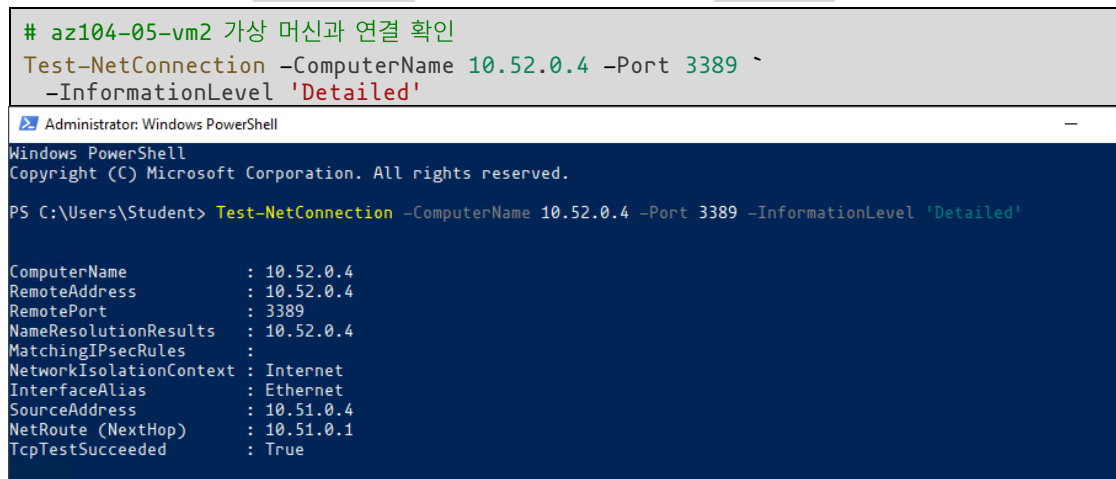 # az104-05-vm2 가상 머신과 연결 확인
Test-NetConnection -ComputerName 10.52.0.4 -Port 3389 `
-InformationLevel 'Detailed'
Administrator: Windows PowerShell
Windows PowerShell
Copyright (C) Microsoft Corporation. All rights reserved.
PS C:\Users\Student> Test-NetConnection -ComputerName 10.52.0.4 -Port 3389 -InformationLevel 'Detailed'
ComputerName            : 10.52.0.4
RemoteAddress           : 10.52.0.4
RemotePort              : 3389
NameResolutionResults   : 10.52.0.4
MatchingIPsecRules      :
NetworkIsolationContext : Internet
InterfaceAlias          : Ethernet
SourceAddress           : 10.51.0.4
NetRoute (NextHop)      : 10.51.0.1
TcpTestSucceeded        : True